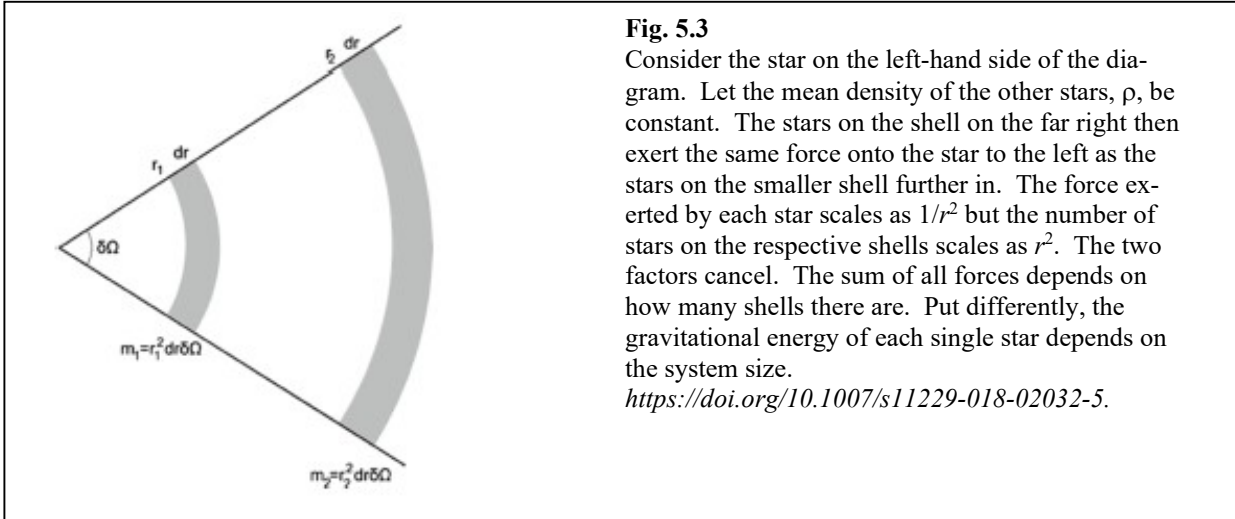 r₂ dr
r₁ dr
δΩ
m₁=r₁²drδΩ
m₂=r₂²drδΩ
Fig. 5.3
Consider the star on the left-hand side of the dia-
gram. Let the mean density of the other stars, ρ, be
constant. The stars on the shell on the far right then
exert the same force onto the star to the left as the
stars on the smaller shell further in. The force ex-
erted by each star scales as 1/r² but the number of
stars on the respective shells scales as r². The two
factors cancel. The sum of all forces depends on
how many shells there are. Put differently, the
gravitational energy of each single star depends on
the system size.
https://doi.org/10.1007/s11229-018-02032-5.